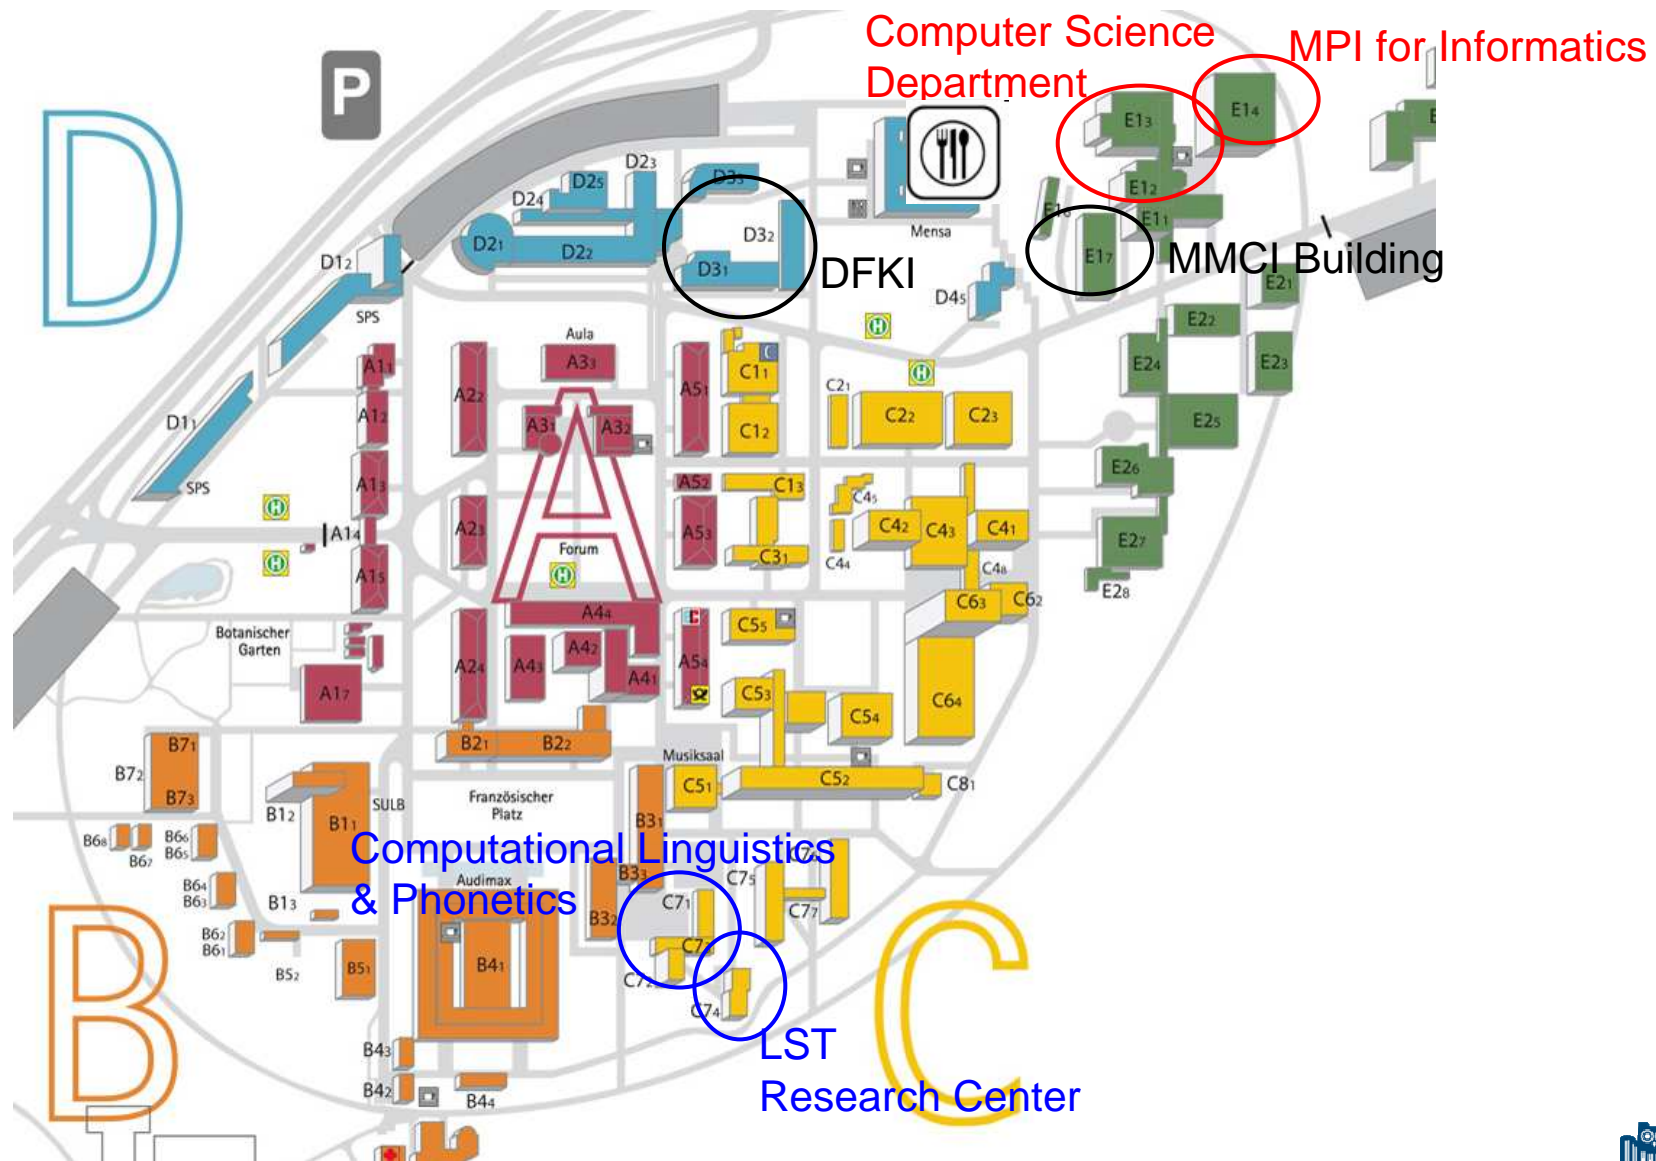 Computer Science
Department
MPI for Informatics
P
D
D2₃
D2₅
D2₄
D3₃
E1₃
E1₄
E1₂
E1₆
E1₁
D2₁
D2₂
D3₂
D3₁
Mensa
E1₇
D1₂
DFKI
MMCI Building
E2₁
D4₅
SPS
H
E2₂
Aula
A1₁
A2₂
A3₃
A5₁
C1₁
C
H
E2₄
E2₃
D1₁
A1₂
A3₁
A3₂
C1₂
C2₁
C2₂
C2₃
E2₅
SPS
A1₃
A5₂
C1₃
C4₅
E2₆
H
A1₄
A2₃
A5₃
C4₂
C4₃
C4₁
E2₇
Forum
H
A1₅
H
C3₁
C4₄
C4₈
E2₈
A
Botanischer
Garten
A4₄
C5₅
C6₃
C6₂
A1₇
A2₄
A4₃
A4₂
A4₁
A5₄
C5₃
C5₄
C6₄
B7₁
B7₂
B7₃
B2₁
B2₂
Musiksaal
C5₁
C5₂
C8₁
B1₂
B1₁
SULB
Französischer
Platz
B3₁
B6₈
B6₇
B6₆
B6₅
Computational Linguistics
& Phonetics
Audimax
B3₃
C7₅
B6₄
B6₃
B1₃
B3₂
C7₁
C7₇
B6₂
B6₁
B5₂
B5₁
B4₁
C7₃
C7₂
C7₄
B
C
LST
Research Center
B4₃
B4₂
B4₄